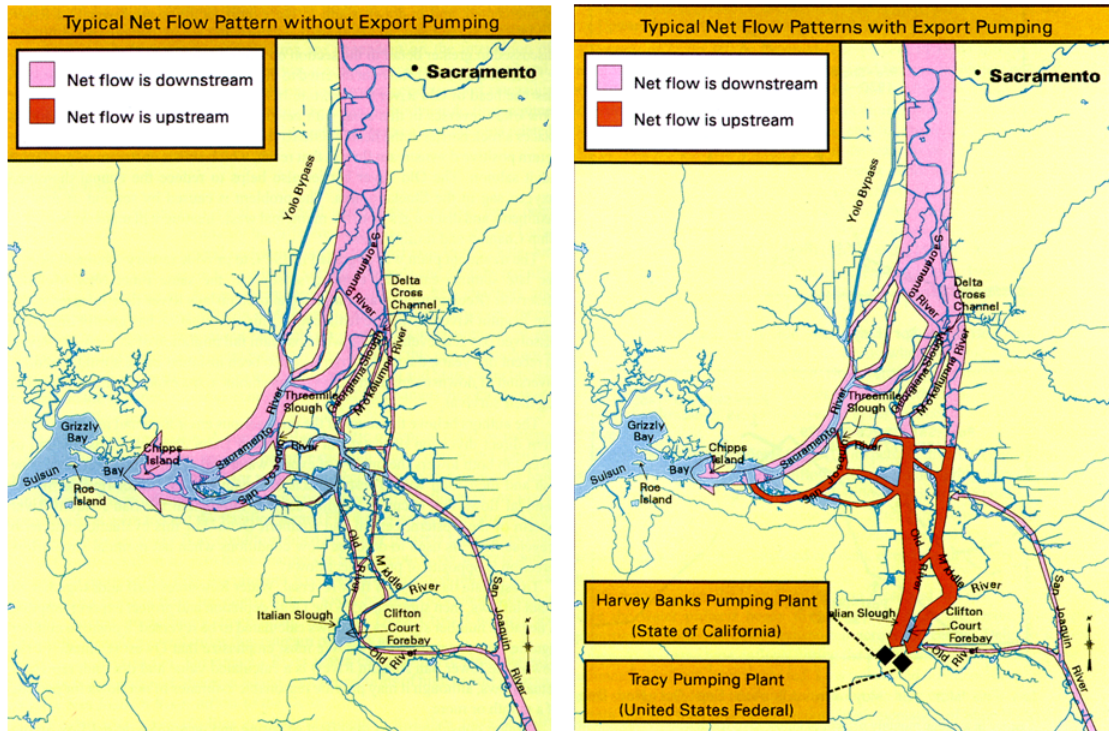 Typical Net Flow Pattern without Export Pumping
Net flow is downstream
Net flow is upstream
Sacramento
Yolo Bypass
Sacramento
River
Delta
Cross
Channel
Georgiana Slough
Mokelumne River
Threemile
Slough
River
Sacramento
River
San Joaquin
Grizzly
Bay
Chipps
Island
Suisun
Bay
Roe
Island
Old
River
Middle
River
Italian Slough
Clifton
Court
Forebay
Old River
San Joaquin
River
Typical Net Flow Patterns with Export Pumping
Net flow is downstream
Net flow is upstream
Sacramento
Yolo Bypass
Sacramento
River
Delta
Cross
Channel
Georgiana Slough
Mokelumne River
Threemile
Slough
River
Sacramento
River
San Joaquin
Grizzly
Bay
Chipps
Island
Suisun
Bay
Roe
Island
Old
River
Middle
River
alian Slough
Clifton
Court
Forebay
Old River
San Joaquin
River
Harvey Banks Pumping Plant
(State of California)
Tracy Pumping Plant
(United States Federal)